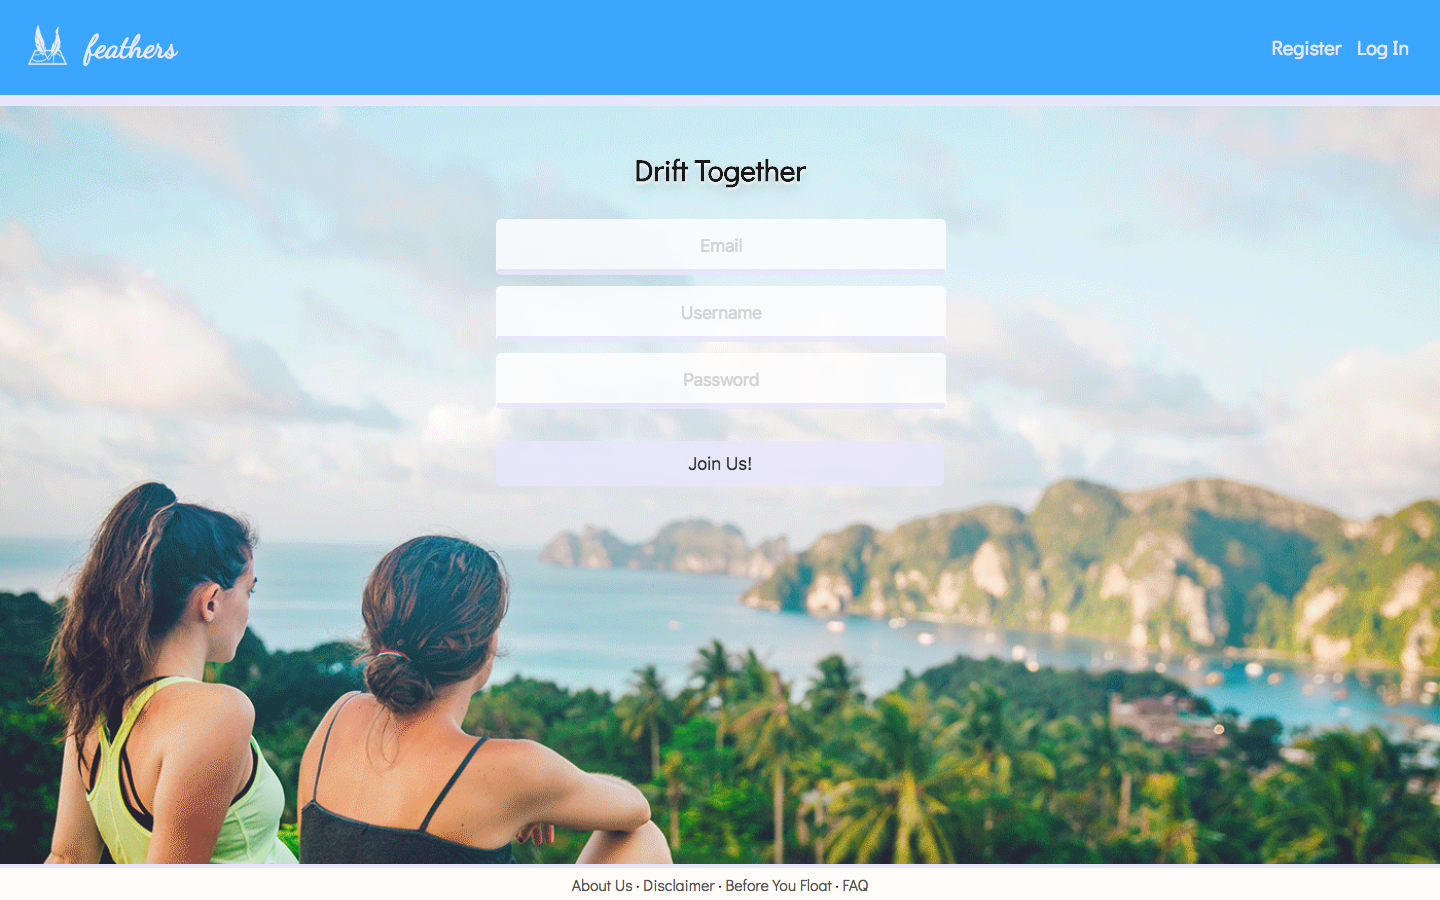 feathers
Register Log In
Drift Together
Email
Username
Password
Join Us!
About Us · Disclaimer · Before You Float · FAQ